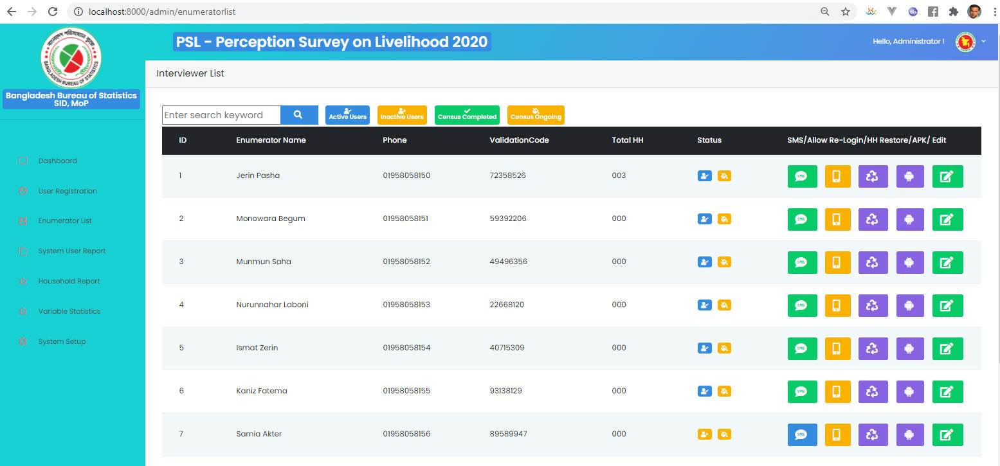 localhost:8000/admin/enumeratorlist
BANGLADESH BUREAU OF STATISTICS
Bangladesh Bureau of Statistics
SID, MoP
PSL - Perception Survey on Livelihood 2020
Hello, Administrator !
Dashboard
User Registration
Enumerator List
System User Report
Household Report
Variable Statistics
System Setup
Interviewer List
Enter search keyword
Active Users
Inactive Users
Census Completed
Census Ongoing
ID Enumerator Name Phone ValidationCode Total HH Status SMS/Allow Re-Login/HH Restore/APK/ Edit
1 Jerin Pasha 01958058150 72358526 003 SMS
2 Monowara Begum 01958058151 59392206 000 SMS
3 Munmun Saha 01958058152 49496356 000 SMS
4 Nurunnahar Laboni 01958058153 22668120 000 SMS
5 Ismat Zerin 01958058154 40715309 000 SMS
6 Kaniz Fatema 01958058155 93138129 000 SMS
7 Samia Akter 01958058156 89589947 000 SMS